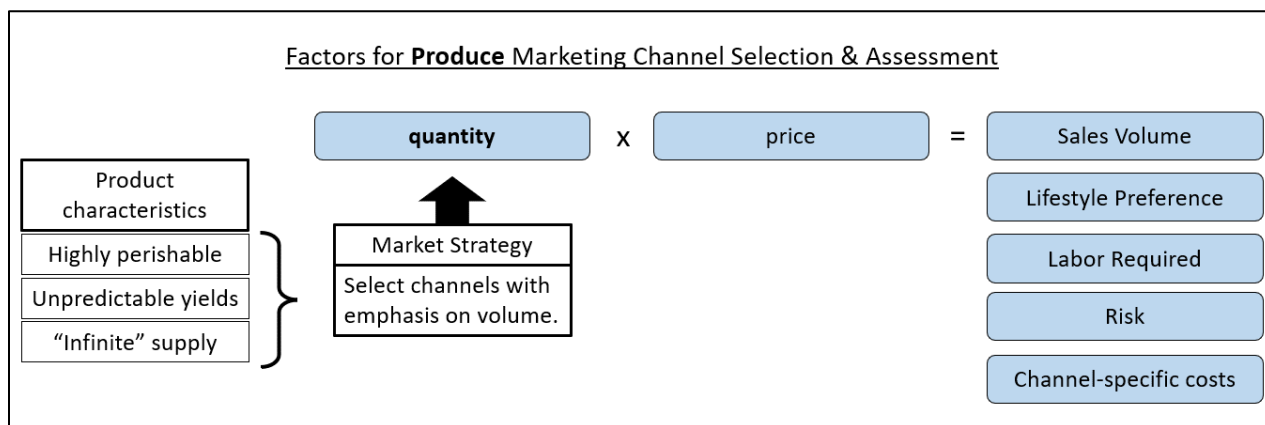 Factors for Produce Marketing Channel Selection & Assessment
quantity x price = Sales Volume
Product
characteristics
Highly perishable
Unpredictable yields
“Infinite” supply
Market Strategy
Select channels with
emphasis on volume.
Lifestyle Preference
Labor Required
Risk
Channel-specific costs